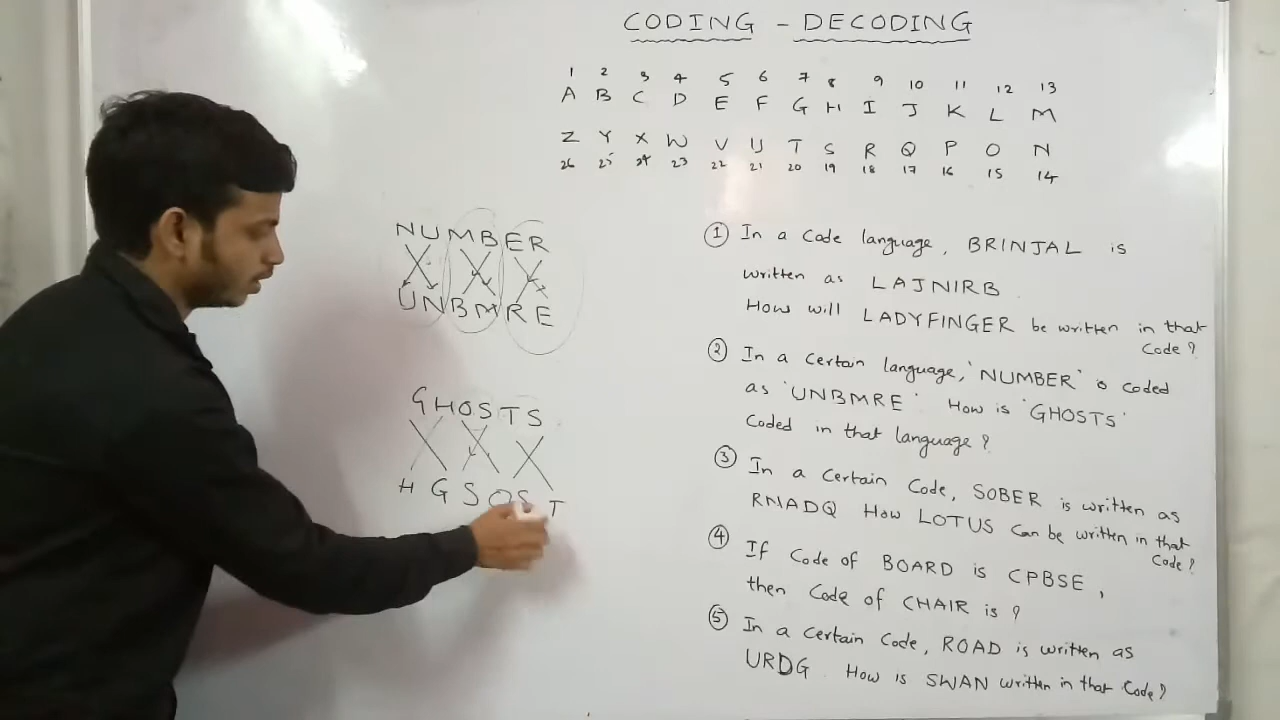 CODING - DECODING
1 2 3 4 5 6 7 8 9 10 11 12 13
A B C D E F G H I J K L M
Z Y X W V U T S R Q P O N
26 25 24 23 22 21 20 19 18 17 16 15 14
NUMBER
UNBMRE
GHOSTS
HGSOST
① In a Code language, BRINJAL is
written as LAJNIRB
How will LADYFINGER be written in that
Code?
② In a certain language, 'NUMBER' is coded
as 'UNBMRE' How is 'GHOSTS'
Coded in that language?
③ In a Certain Code, SOBER is written as
RNADQ How LOTUS Can be written in that
Code?
④ If Code of BOARD is CPBSE,
then Code of CHAIR is?
⑤ In a Certain Code, ROAD is written as
URDG. How is SWAN written in that Code?